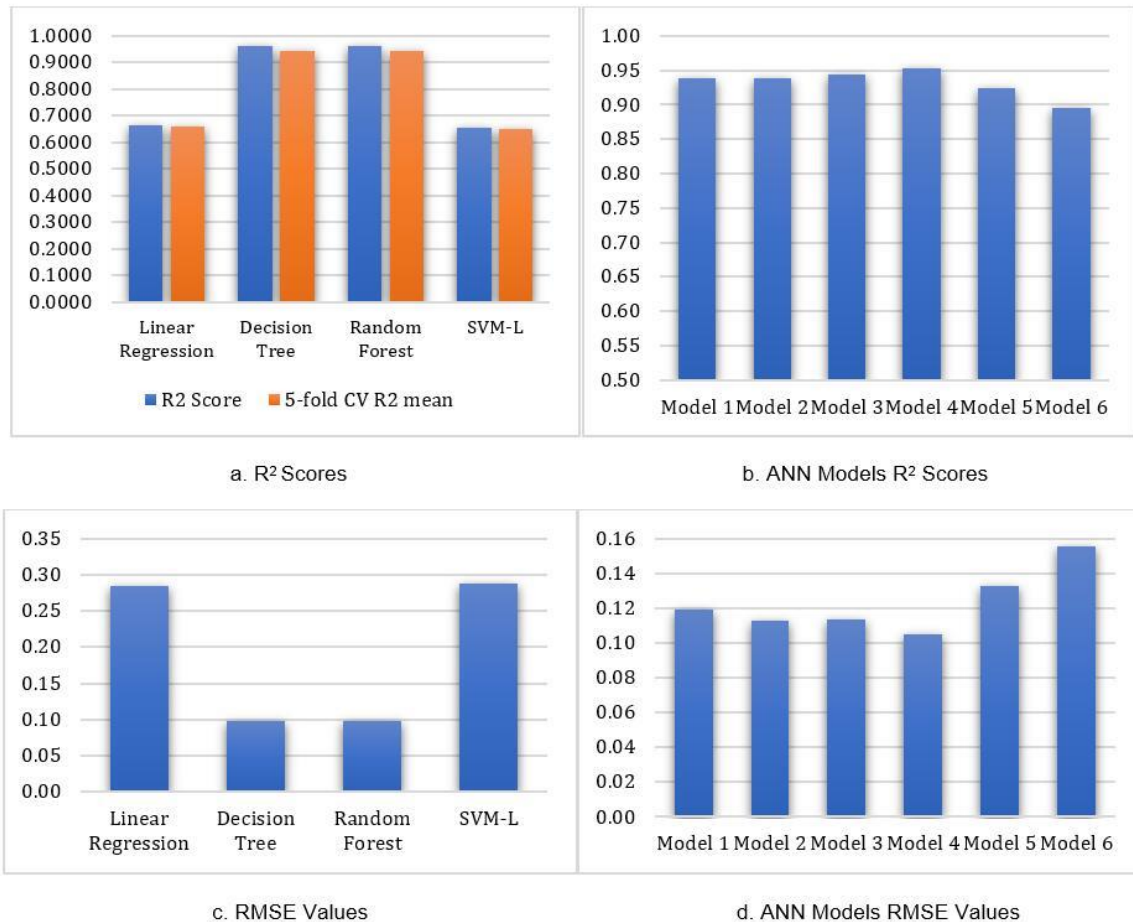 1.0000
0.9000
0.8000
0.7000
0.6000
0.5000
0.4000
0.3000
0.2000
0.1000
0.0000
Linear Regression
Decision Tree
Random Forest
SVM-L
R2 Score
5-fold CV R2 mean
a. R² Scores
1.00
0.95
0.90
0.85
0.80
0.75
0.70
0.65
0.60
0.55
0.50
Model 1 Model 2 Model 3 Model 4 Model 5 Model 6
b. ANN Models R² Scores
0.35
0.30
0.25
0.20
0.15
0.10
0.05
0.00
Linear Regression
Decision Tree
Random Forest
SVM-L
c. RMSE Values
0.16
0.14
0.12
0.10
0.08
0.06
0.04
0.02
0.00
Model 1 Model 2 Model 3 Model 4 Model 5 Model 6
d. ANN Models RMSE Values